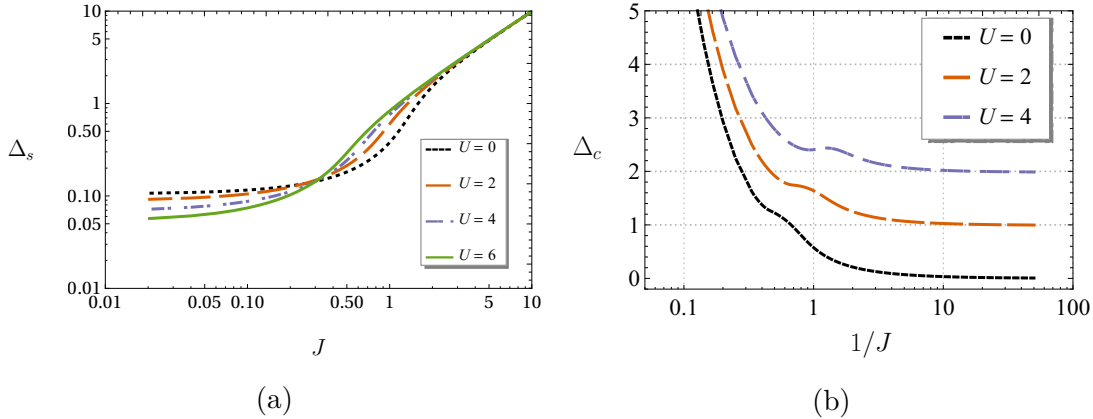 10
5
1
0.50
0.10
0.05
0.01
Δs
0.01 0.05 0.10 0.50 1 5 10
J
U = 0
U = 2
U = 4
U = 6
(a)
5
4
3
2
1
0
Δc
0.1 1 10 100
1/J
U = 0
U = 2
U = 4
(b)